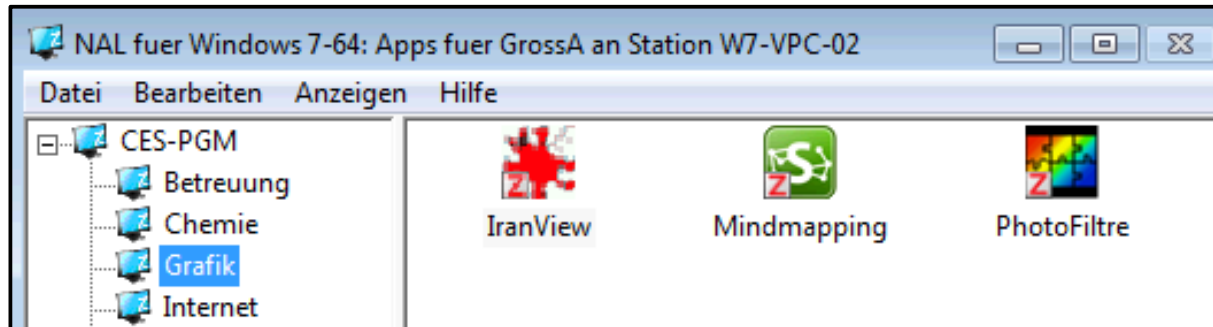 NAL fuer Windows 7-64: Apps fuer GrossA an Station W7-VPC-02
Datei Bearbeiten Anzeigen Hilfe
CES-PGM
Betreuung
Chemie
Grafik
Internet
IranView Mindmapping PhotoFiltre